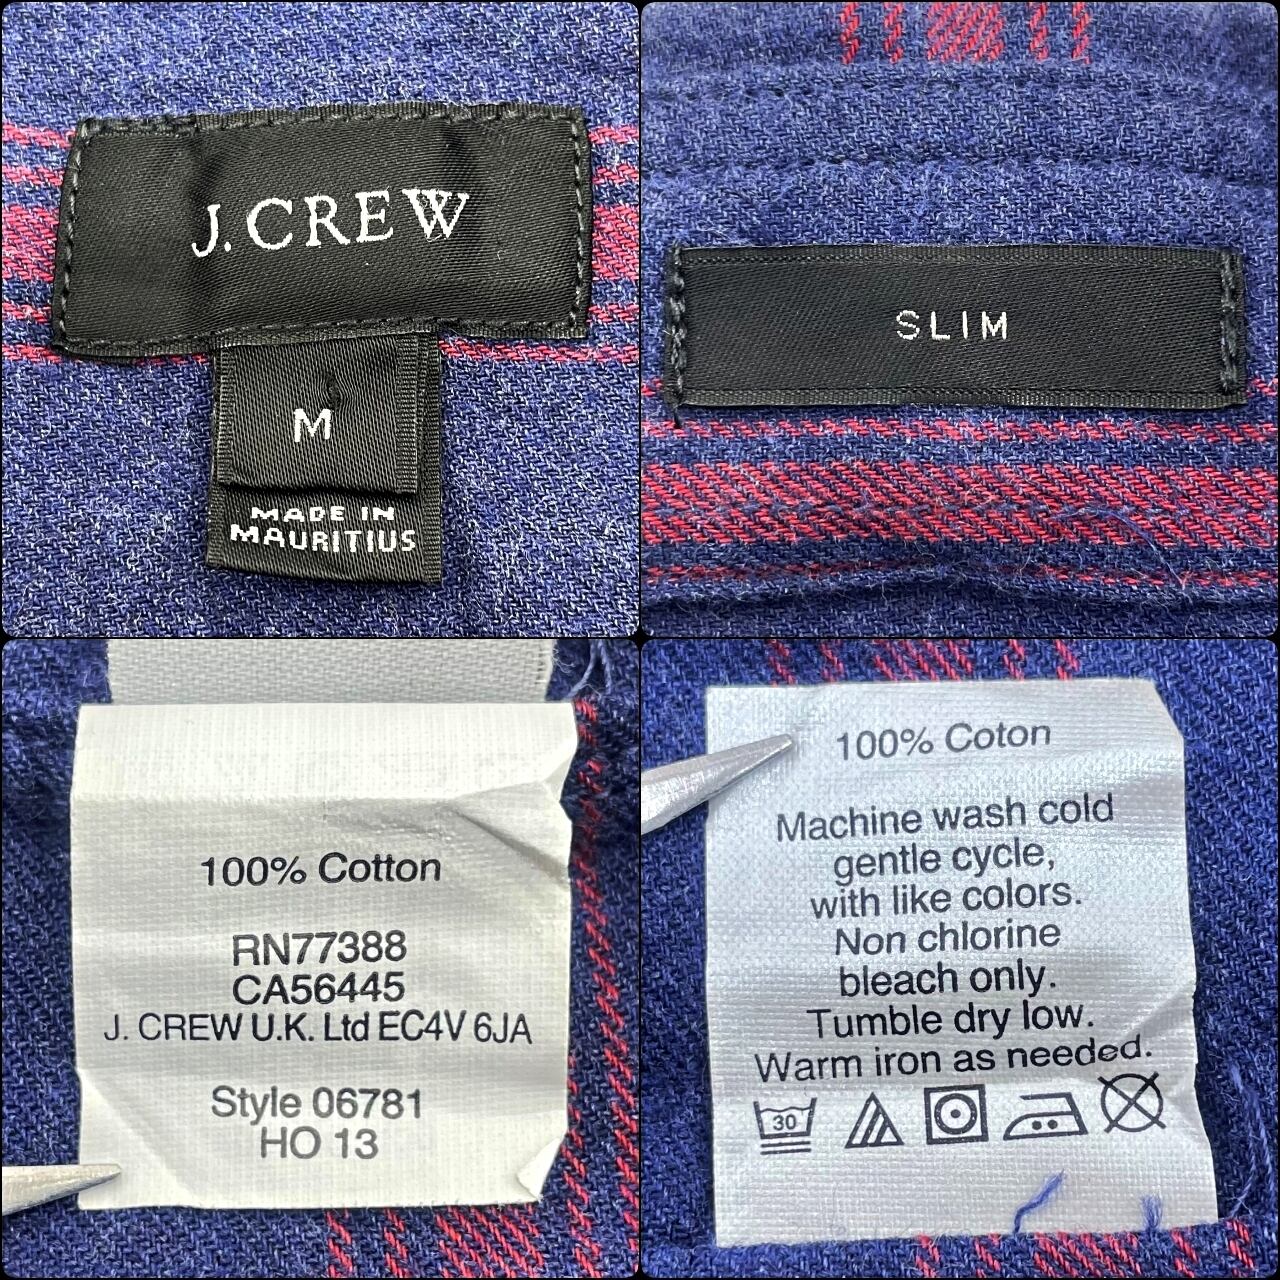 J. CREW
M
MADE IN
MAURITIUS
SLIM
100% Cotton
RN77388
CA56445
J. CREW U.K. Ltd EC4V 6JA
Style 06781
HO 13
100% Coton
Machine wash cold
gentle cycle,
with like colors.
Non chlorine
bleach only.
Tumble dry low.
Warm iron as needed.
30